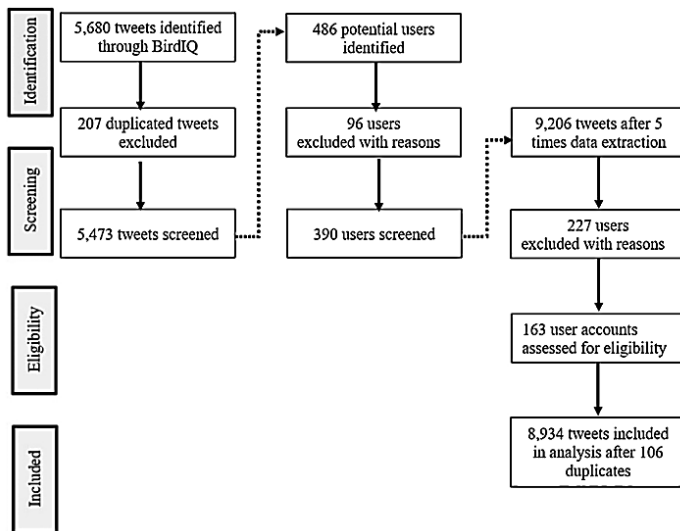 Identification
Screening
Eligibility
Included
5,680 tweets identified
through BirdIQ
207 duplicated tweets
excluded
5,473 tweets screened
486 potential users
identified
96 users
excluded with reasons
390 users screened
9,206 tweets after 5
times data extraction
227 users
excluded with reasons
163 user accounts
assessed for eligibility
8,934 tweets included
in analysis after 106
duplicates